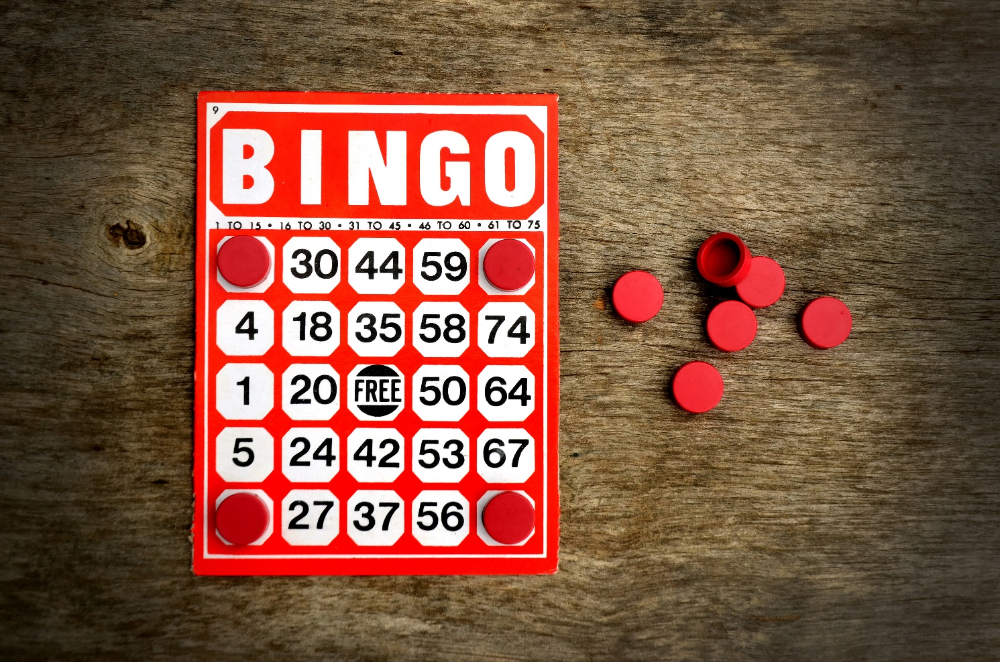 9
BINGO
1 TO 15 • 16 TO 30 • 31 TO 45 • 46 TO 60 • 61 TO 75
30 44 59
4 18 35 58 74
1 20 FREE 50 64
5 24 42 53 67
27 37 56